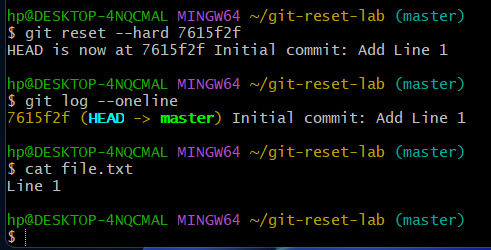 hp@DESKTOP-4NQCMAL MINGW64 ~/git-reset-lab (master)
$ git reset --hard 7615f2f
HEAD is now at 7615f2f Initial commit: Add Line 1
hp@DESKTOP-4NQCMAL MINGW64 ~/git-reset-lab (master)
$ git log --oneline
7615f2f (HEAD -> master) Initial commit: Add Line 1
hp@DESKTOP-4NQCMAL MINGW64 ~/git-reset-lab (master)
$ cat file.txt
Line 1
hp@DESKTOP-4NQCMAL MINGW64 ~/git-reset-lab (master)
$